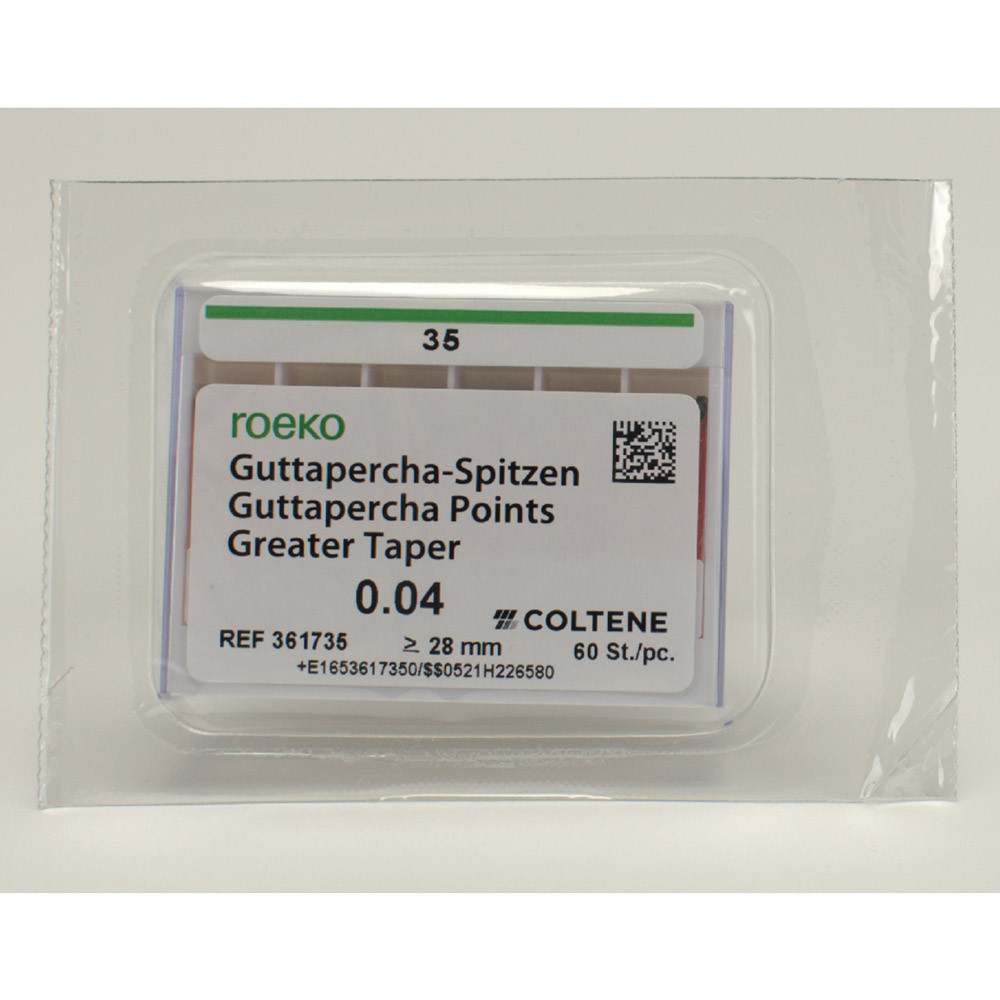 35
roeko
Guttapercha-Spitzen
Guttapercha Points
Greater Taper
0.04
COLTENE
REF 361735 ≥ 28 mm 60 St./pc.
+E1653617350/$$0521H226580